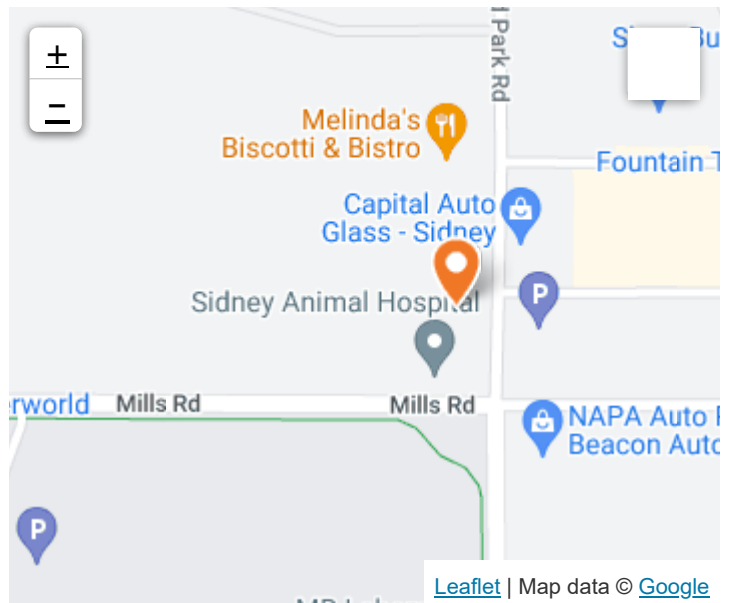 +
−
d Park Rd
Melinda's
Biscotti & Bistro
Fountain T
Capital Auto
Glass - Sidney
P
Sidney Animal Hospital
rworld
Mills Rd
Mills Rd
NAPA Auto
Beacon Auto
P
Leaflet | Map data © Google